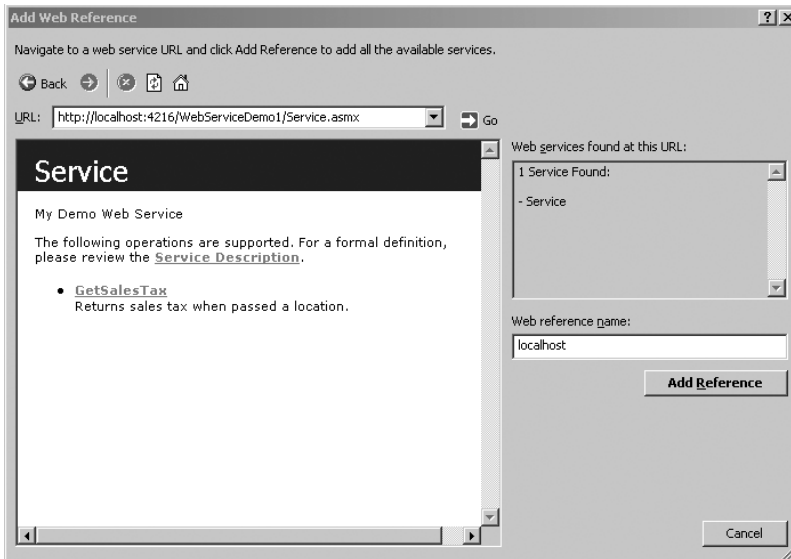 Add Web Reference
Navigate to a web service URL and click Add Reference to add all the available services.
Back
URL: http://localhost:4216/WebServiceDemo1/Service.asmx
Go
Service
My Demo Web Service
The following operations are supported. For a formal definition,
please review the Service Description.
• GetSalesTax
Returns sales tax when passed a location.
Web services found at this URL:
1 Service Found:
- Service
Web reference name:
localhost
Add Reference
Cancel